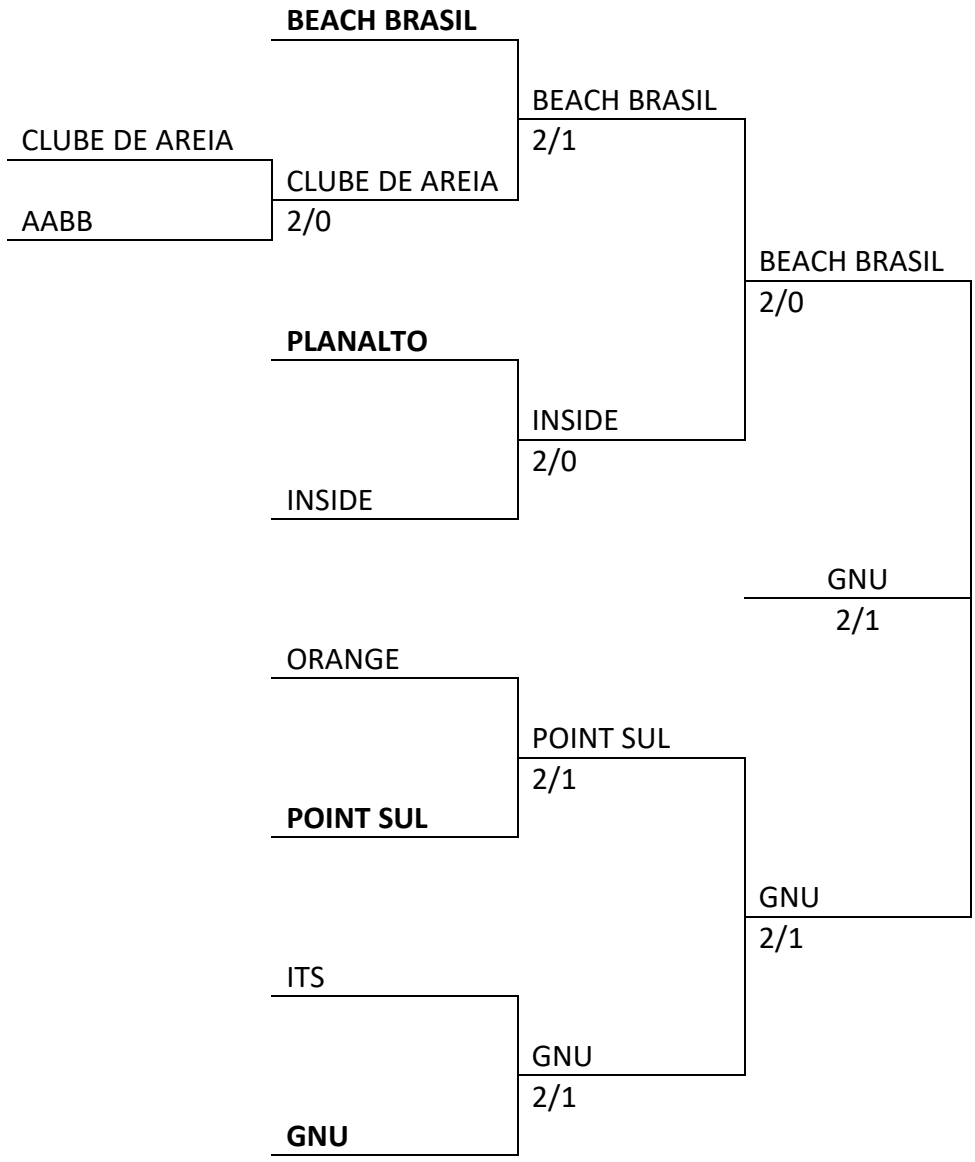 BEACH BRASIL
BEACH BRASIL
2/1
CLUBE DE AREIA
CLUBE DE AREIA
2/0
AABB
BEACH BRASIL
2/0
PLANALTO
INSIDE
2/0
INSIDE
GNU
2/1
ORANGE
POINT SUL
2/1
POINT SUL
GNU
2/1
ITS
GNU
2/1
GNU